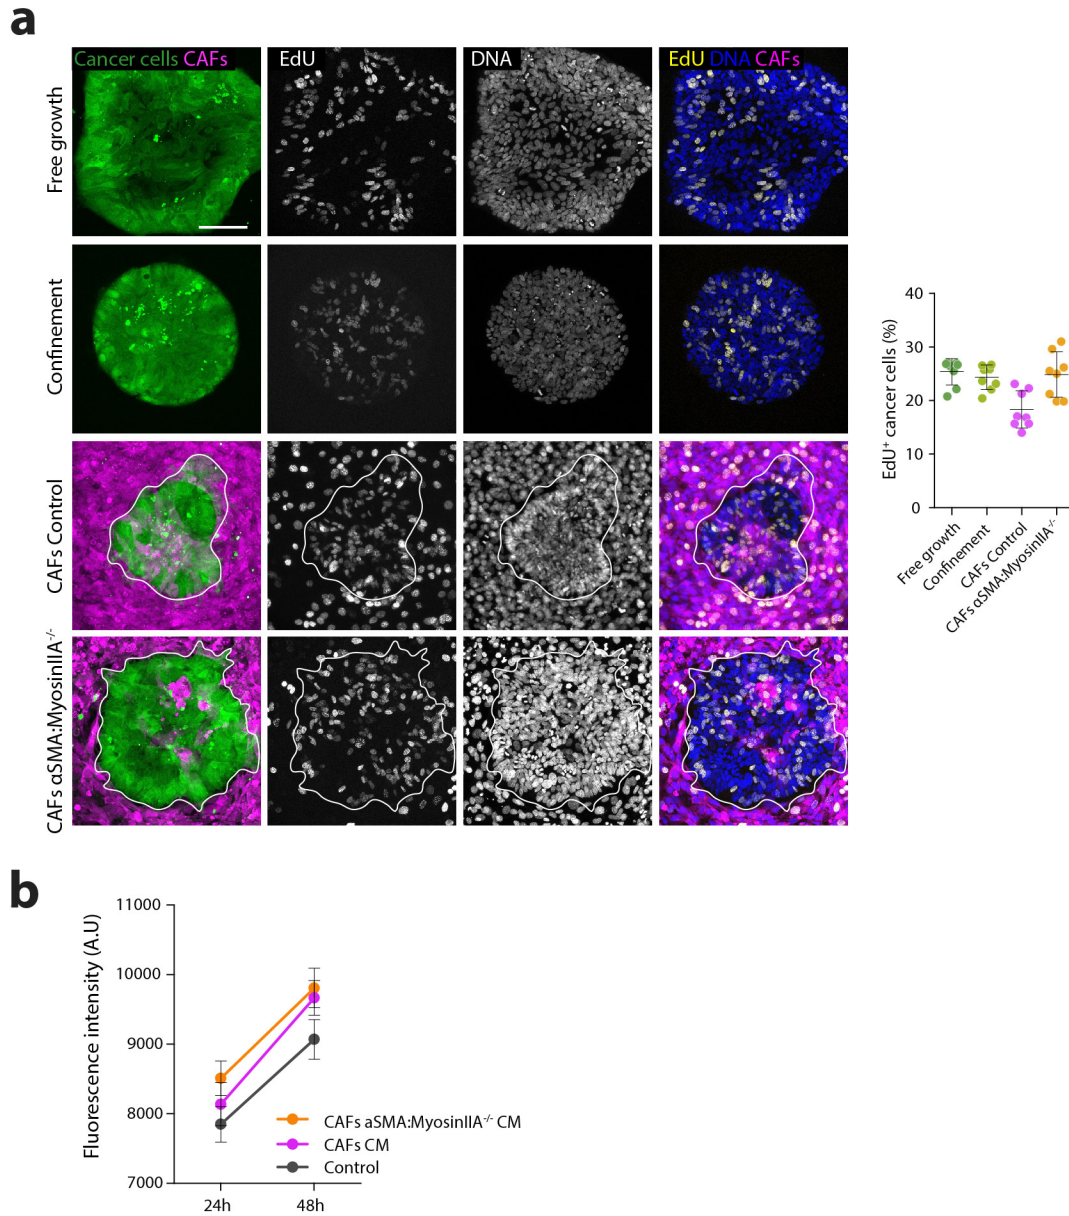 a
Cancer cells CAFs
EdU
DNA
EdU DNA CAFs
Free growth
Confinement
CAFs Control
CAFs αSMA:MyosinIIA-/-
EdU+ cancer cells (%)
40
30
20
10
0
Free growth
Confinement
CAFs Control
CAFs αSMA:MyosinIIA-/-
b
Fluorescence intensity (A.U)
11000
10000
9000
8000
7000
CAFs aSMA:MyosinIIA-/- CM
CAFs CM
Control
24h
48h